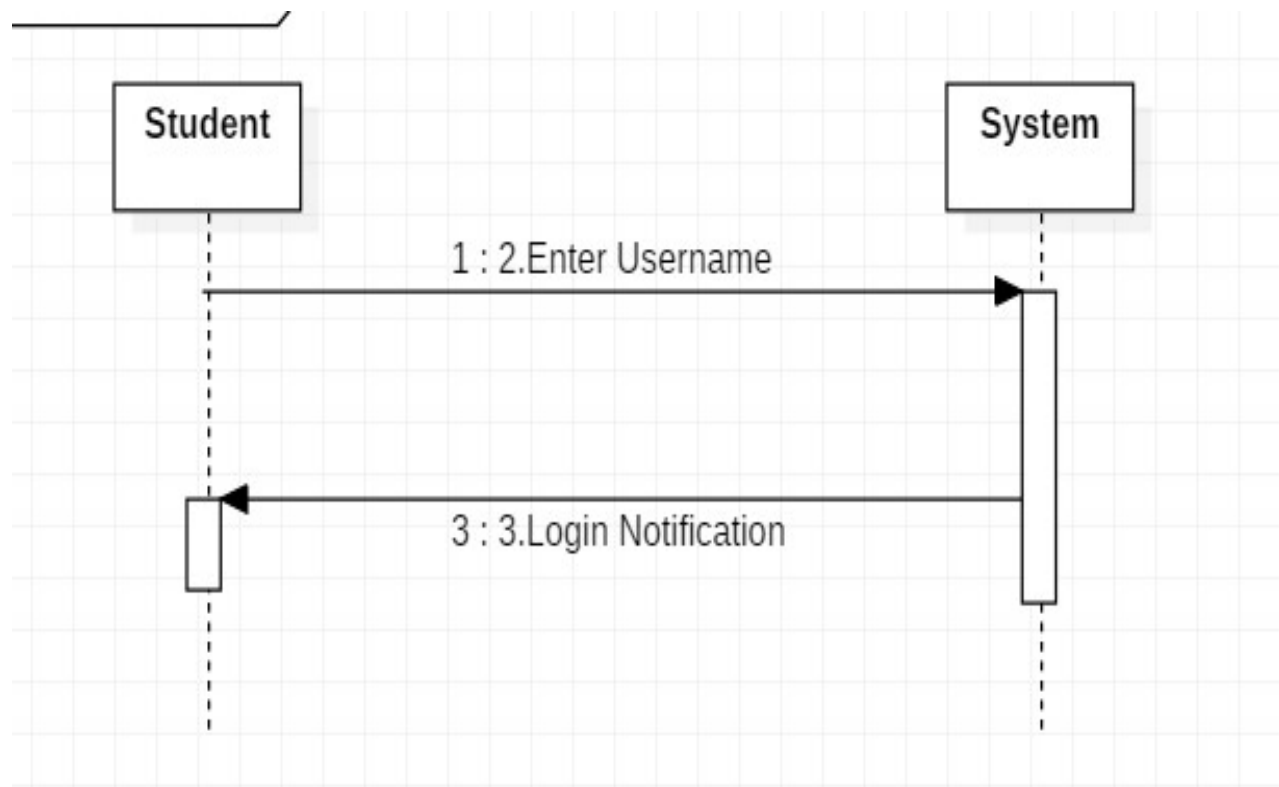 Student
System
1 : 2.Enter Username
3 : 3.Login Notification